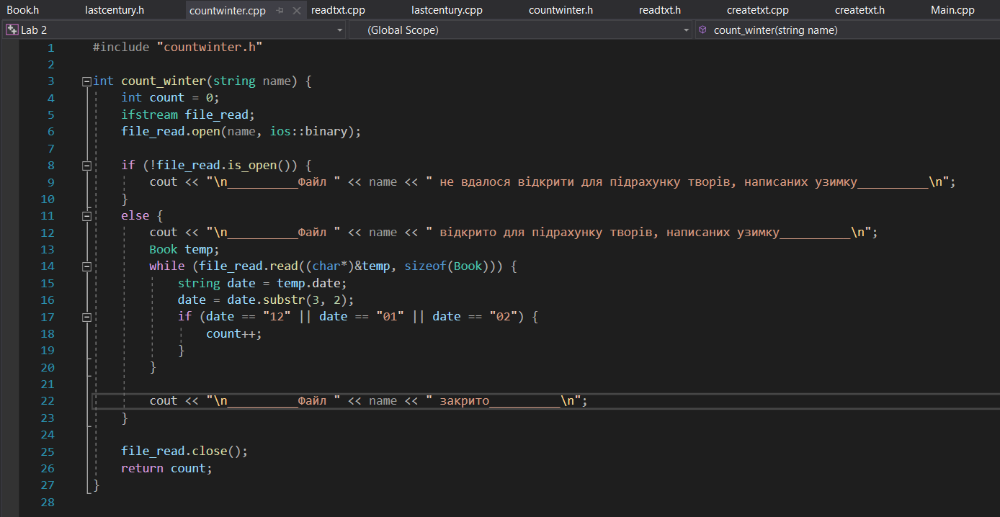 Book.h lastcentury.h countwinter.cpp readtxt.cpp lastcentury.cpp countwinter.h readtxt.h createtxt.cpp createtxt.h Main.cpp
Lab 2 (Global Scope) count_winter(string name)
1 #include "countwinter.h"
2
3 int count_winter(string name) {
4 int count = 0;
5 ifstream file_read;
6 file_read.open(name, ios::binary);
7
8 if (!file_read.is_open()) {
9 cout << "\n__________Файл " << name << " не вдалося відкрити для підрахунку творів, написаних узимку__________\n";
10 }
11 else {
12 cout << "\n__________Файл " << name << " відкрито для підрахунку творів, написаних узимку__________\n";
13 Book temp;
14 while (file_read.read((char*)&temp, sizeof(Book))) {
15 string date = temp.date;
16 date = date.substr(3, 2);
17 if (date == "12" || date == "01" || date == "02") {
18 count++;
19 }
20 }
21
22 cout << "\n__________Файл " << name << " закрито__________\n";
23 }
24
25 file_read.close();
26 return count;
27 }
28